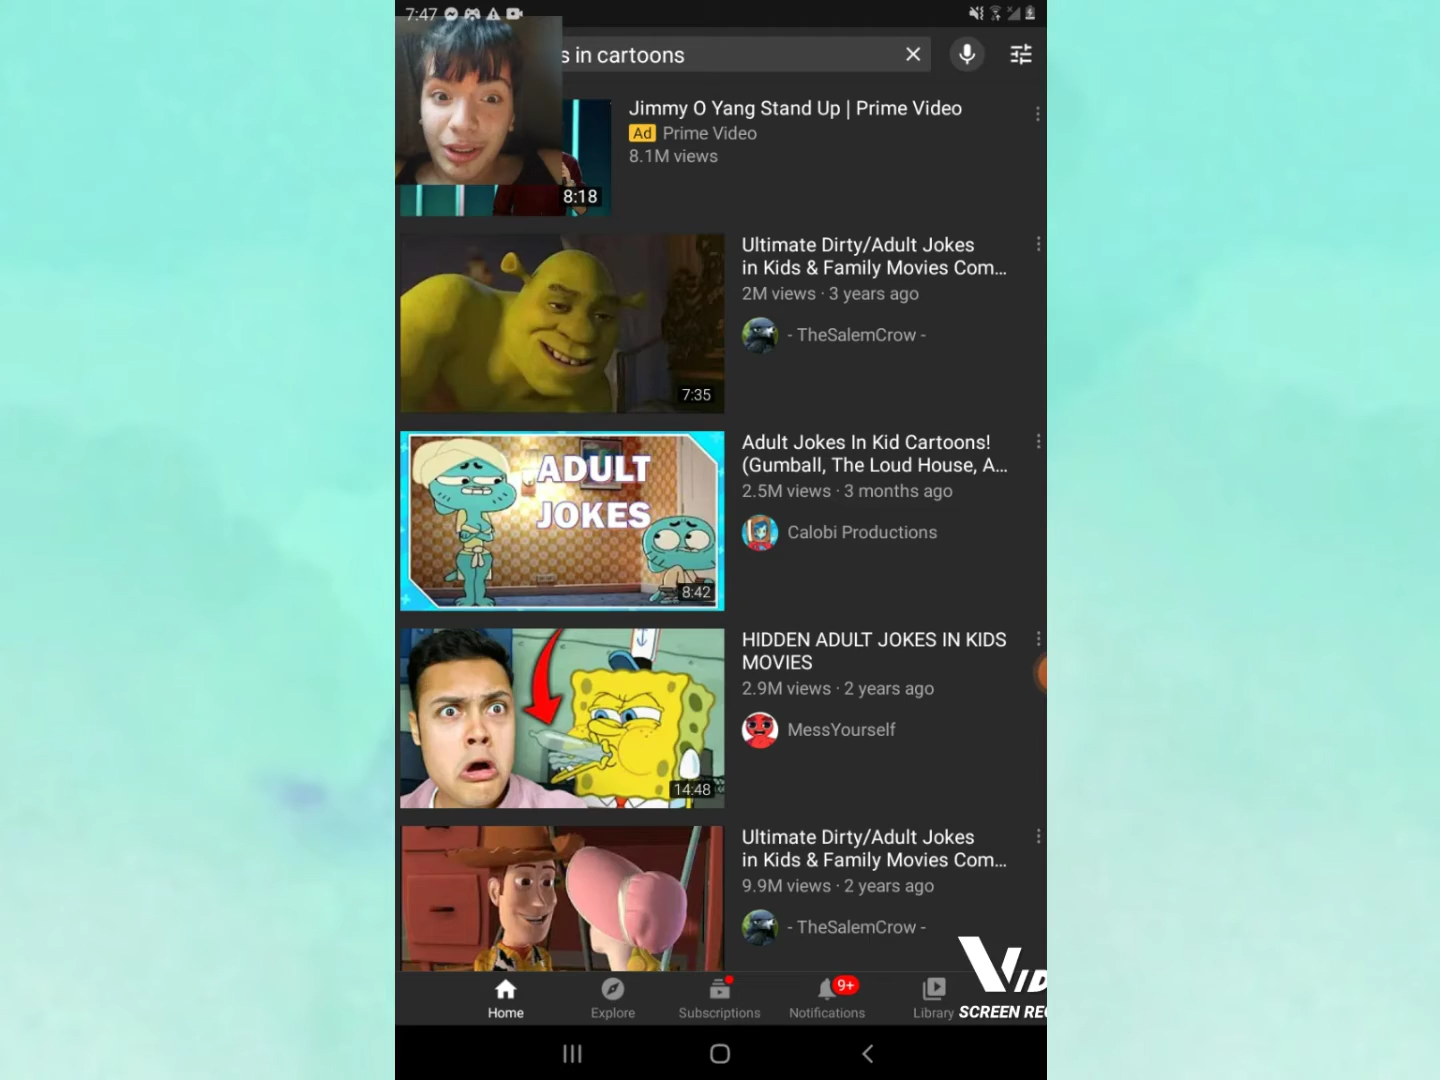 7:47
s in cartoons
Jimmy O Yang Stand Up | Prime Video
Ad Prime Video
8.1M views
8:18
Ultimate Dirty/Adult Jokes
in Kids & Family Movies Com...
2M views · 3 years ago
- TheSalemCrow -
7:35
ADULT
JOKES
8:42
Adult Jokes In Kid Cartoons!
(Gumball, The Loud House, A...
2.5M views · 3 months ago
Calobi Productions
14:48
HIDDEN ADULT JOKES IN KIDS
MOVIES
2.9M views · 2 years ago
MessYourself
Ultimate Dirty/Adult Jokes
in Kids & Family Movies Com...
9.9M views · 2 years ago
- TheSalemCrow -
9+
Home Explore Subscriptions Notifications Library
VID
SCREEN REC